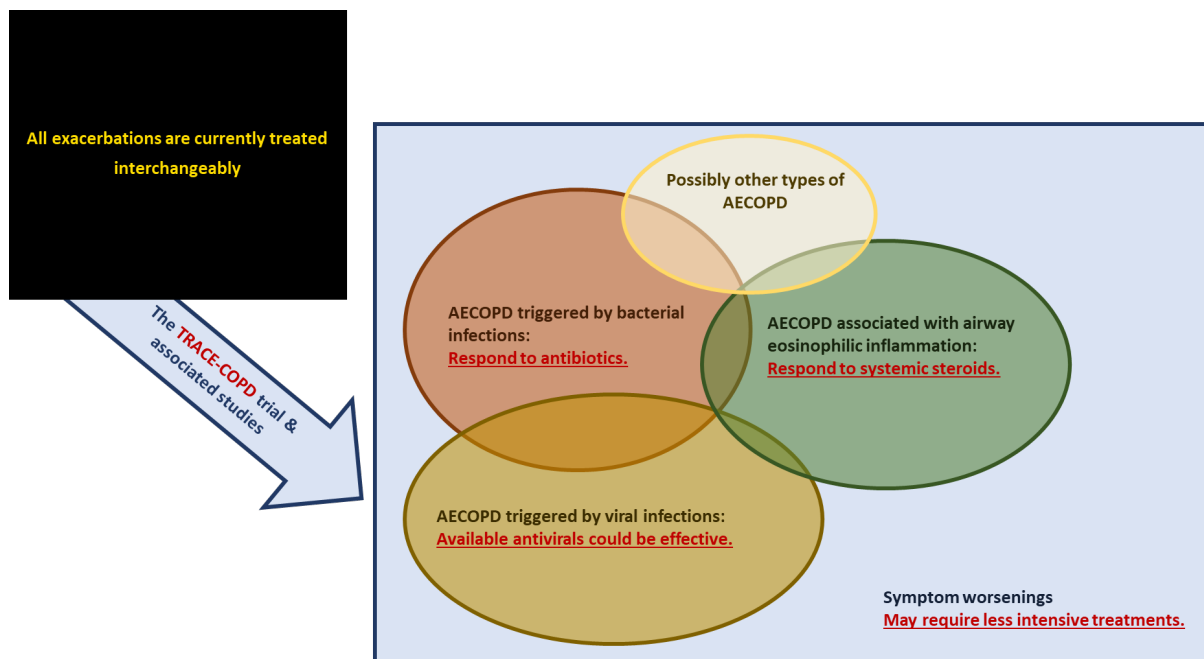 All exacerbations are currently treated
interchangeably
The TRACE-COPD trial &
associated studies
Possibly other types of
AECOPD
AECOPD triggered by bacterial
infections:
Respond to antibiotics.
AECOPD associated with airway
eosinophilic inflammation:
Respond to systemic steroids.
AECOPD triggered by viral infections:
Available antivirals could be effective.
Symptom worsenings
May require less intensive treatments.